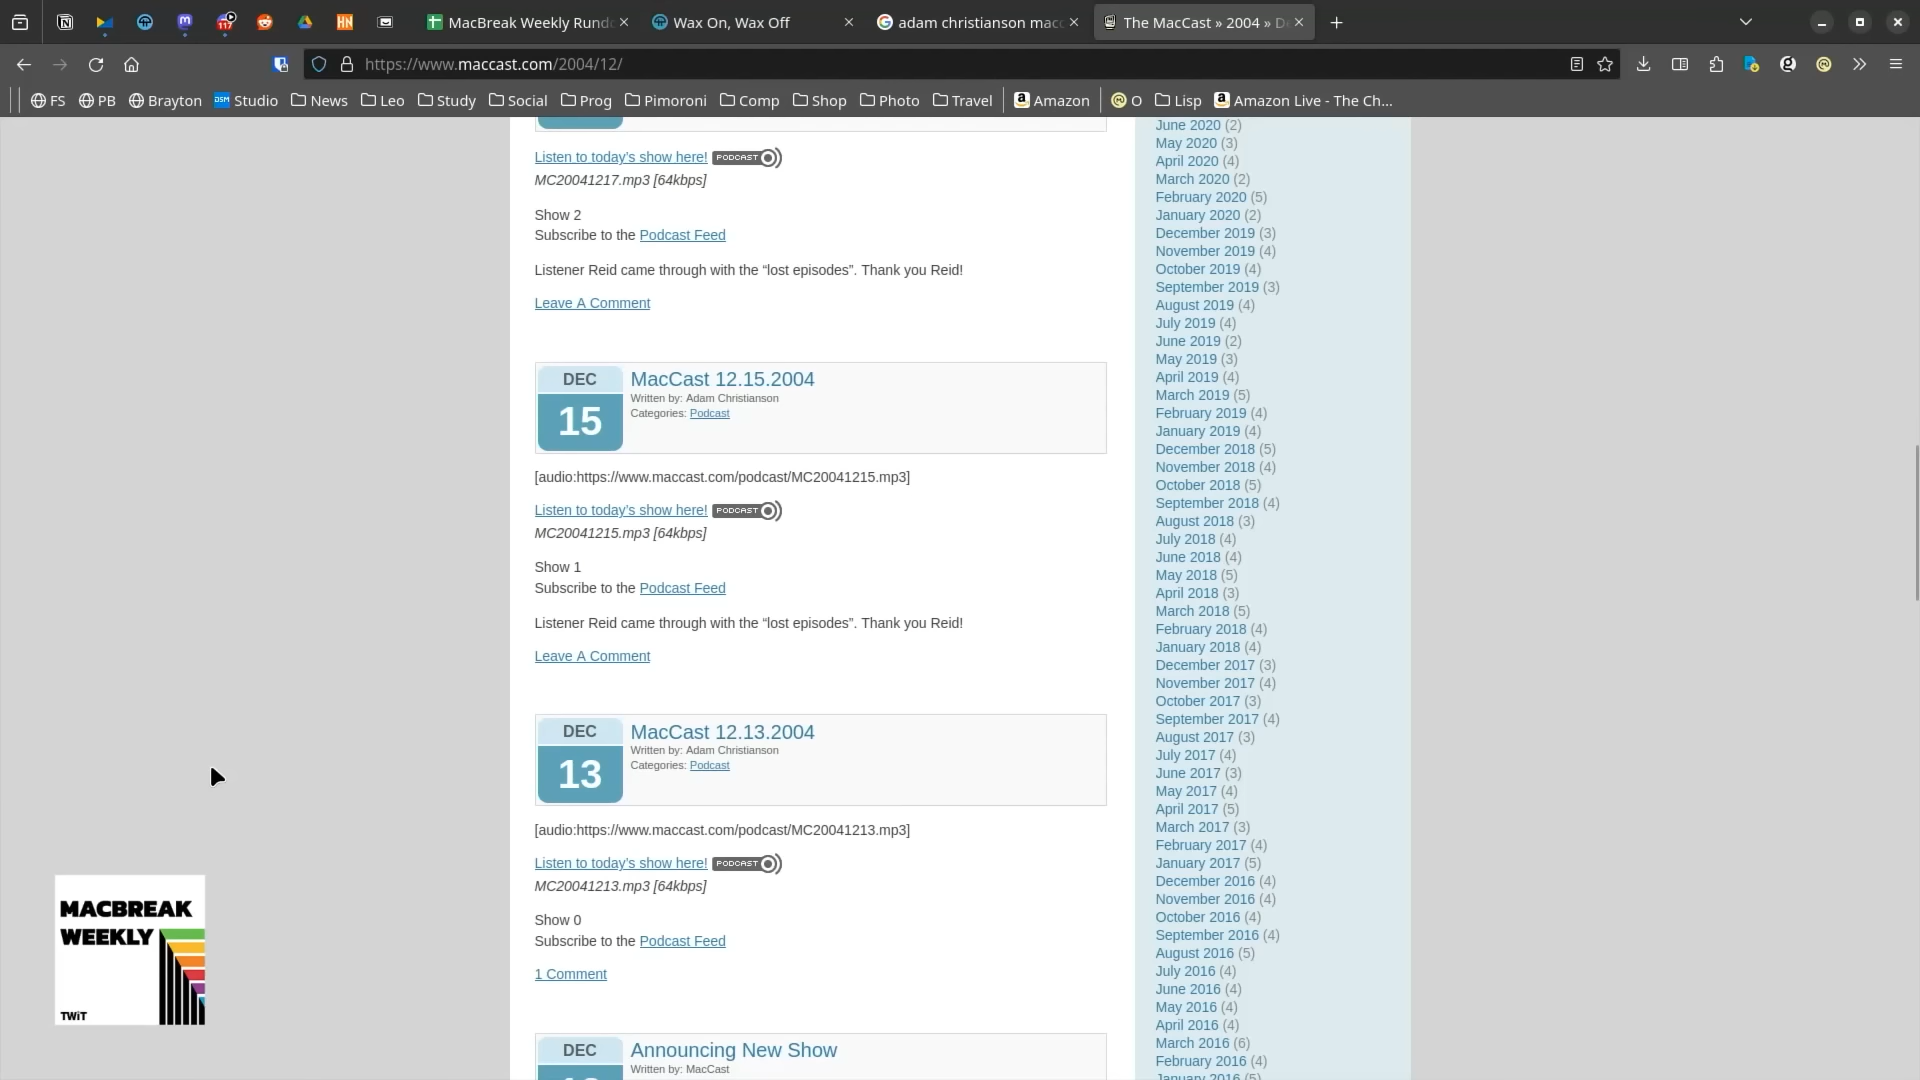 MacBreak Weekly Rund
Wax On, Wax Off
adam christianson macc
The MacCast » 2004 » De
https://www.maccast.com/2004/12/
FS
PB
Brayton
Studio
News
Leo
Study
Social
Prog
Pimoroni
Comp
Shop
Photo
Travel
Amazon
O
Lisp
Amazon Live - The Ch...
Listen to today's show here! PODCAST
MC20041217.mp3 [64kbps]
Show 2
Subscribe to the Podcast Feed
Listener Reid came through with the “lost episodes”. Thank you Reid!
Leave A Comment
DEC
15
MacCast 12.15.2004
Written by: Adam Christianson
Categories: Podcast
[audio:https://www.maccast.com/podcast/MC20041215.mp3]
Listen to today's show here! PODCAST
MC20041215.mp3 [64kbps]
Show 1
Subscribe to the Podcast Feed
Listener Reid came through with the “lost episodes”. Thank you Reid!
Leave A Comment
DEC
13
MacCast 12.13.2004
Written by: Adam Christianson
Categories: Podcast
[audio:https://www.maccast.com/podcast/MC20041213.mp3]
Listen to today's show here! PODCAST
MC20041213.mp3 [64kbps]
Show 0
Subscribe to the Podcast Feed
1 Comment
DEC
Announcing New Show
Written by: MacCast
June 2020 (2)
May 2020 (3)
April 2020 (4)
March 2020 (2)
February 2020 (5)
January 2020 (2)
December 2019 (3)
November 2019 (4)
October 2019 (4)
September 2019 (3)
August 2019 (4)
July 2019 (4)
June 2019 (2)
May 2019 (3)
April 2019 (4)
March 2019 (5)
February 2019 (4)
January 2019 (4)
December 2018 (5)
November 2018 (4)
October 2018 (5)
September 2018 (4)
August 2018 (3)
July 2018 (4)
June 2018 (4)
May 2018 (5)
April 2018 (3)
March 2018 (5)
February 2018 (4)
January 2018 (4)
December 2017 (3)
November 2017 (4)
October 2017 (3)
September 2017 (4)
August 2017 (3)
July 2017 (4)
June 2017 (3)
May 2017 (4)
April 2017 (5)
March 2017 (3)
February 2017 (4)
January 2017 (5)
December 2016 (4)
November 2016 (4)
October 2016 (4)
September 2016 (4)
August 2016 (5)
July 2016 (4)
June 2016 (4)
May 2016 (4)
April 2016 (4)
March 2016 (6)
February 2016 (4)
January 2016 (5)
MACBREAK
WEEKLY
TWiT